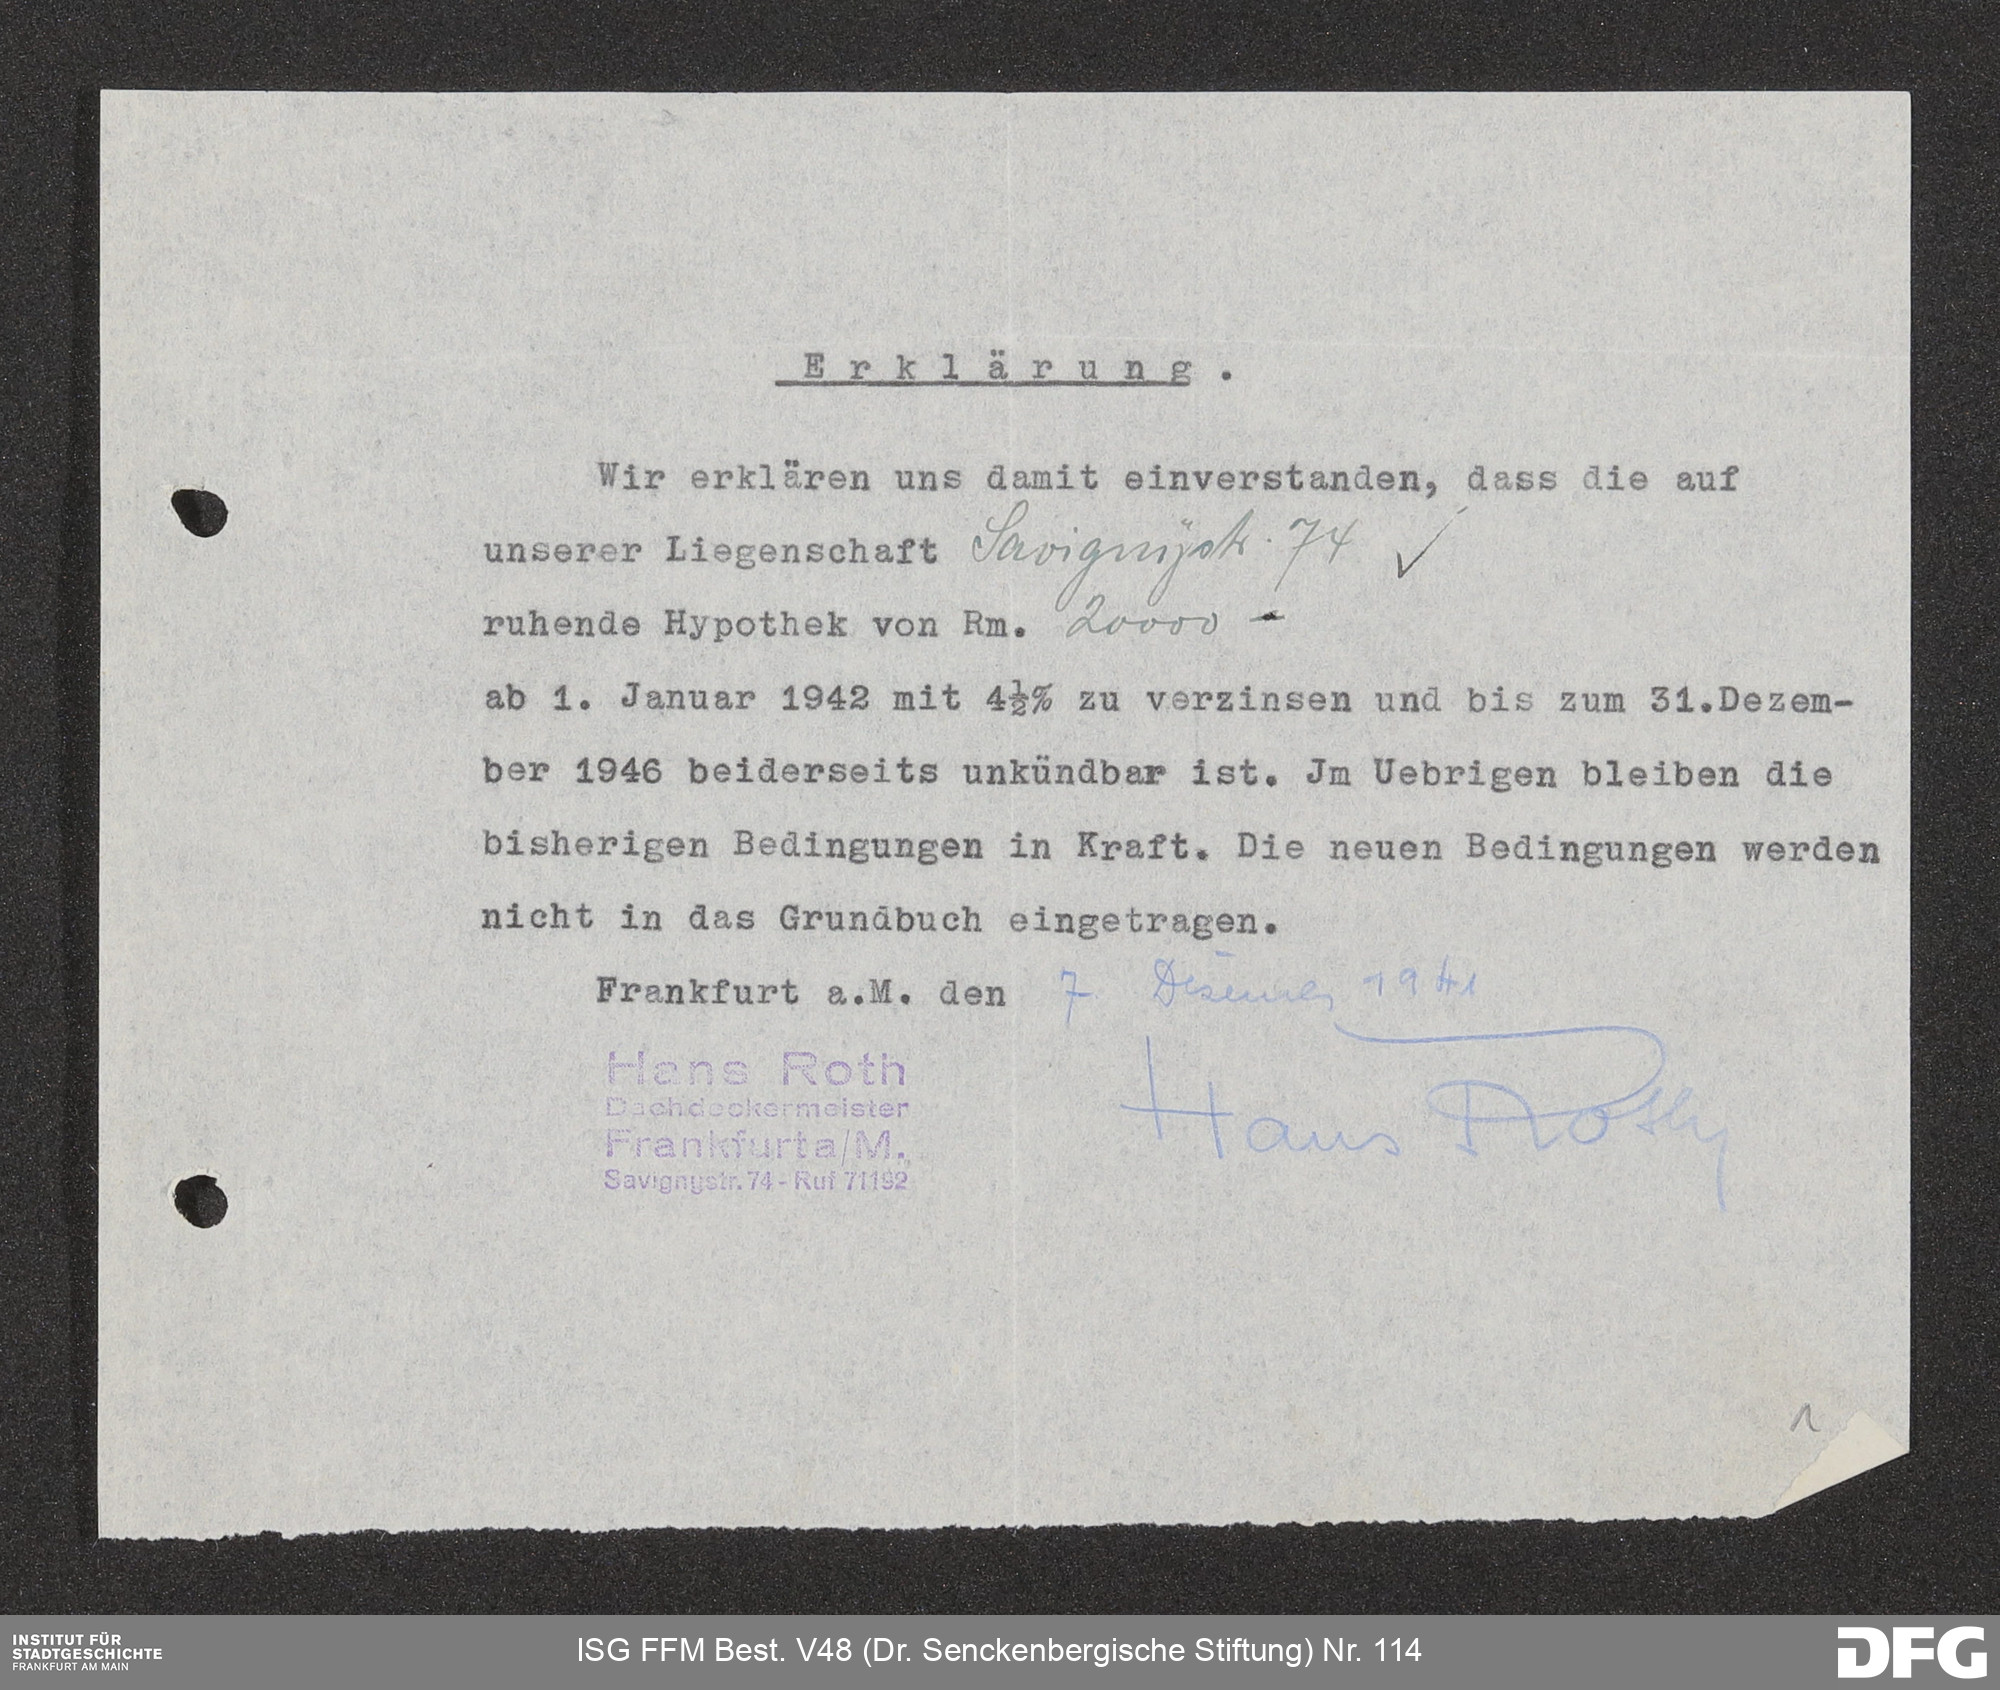 E r k l ä r u n g .
Wir erklären uns damit einverstanden, dass die auf
unserer Liegenschaft Savignystr. 74
ruhende Hypothek von Rm. 20000 -
ab 1. Januar 1942 mit 4½% zu verzinsen und bis zum 31.Dezem-
ber 1946 beiderseits unkündbar ist. Jm Uebrigen bleiben die
bisherigen Bedingungen in Kraft. Die neuen Bedingungen werden
nicht in das Grundbuch eingetragen.
Frankfurt a.M. den 7. Dezember 1941
Hans Roth
Dachdeckermeister
Frankfurt a/M.
Savignystr. 74 - Ruf 71192
Hans Roth
1
INSTITUT FÜR
STADTGESCHICHTE
FRANKFURT AM MAIN
ISG FFM Best. V48 (Dr. Senckenbergische Stiftung) Nr. 114
DFG